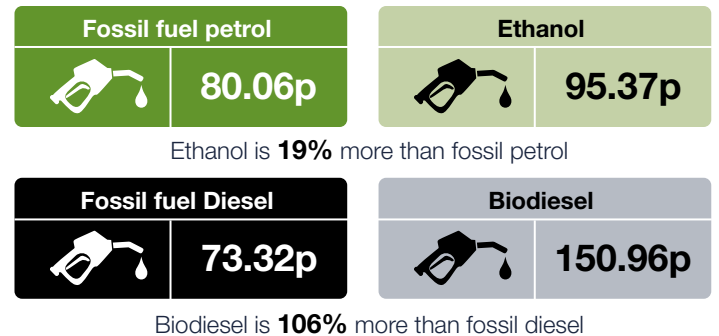 Fossil fuel petrol
80.06p
Ethanol
95.37p
Ethanol is 19% more than fossil petrol
Fossil fuel Diesel
73.32p
Biodiesel
150.96p
Biodiesel is 106% more than fossil diesel